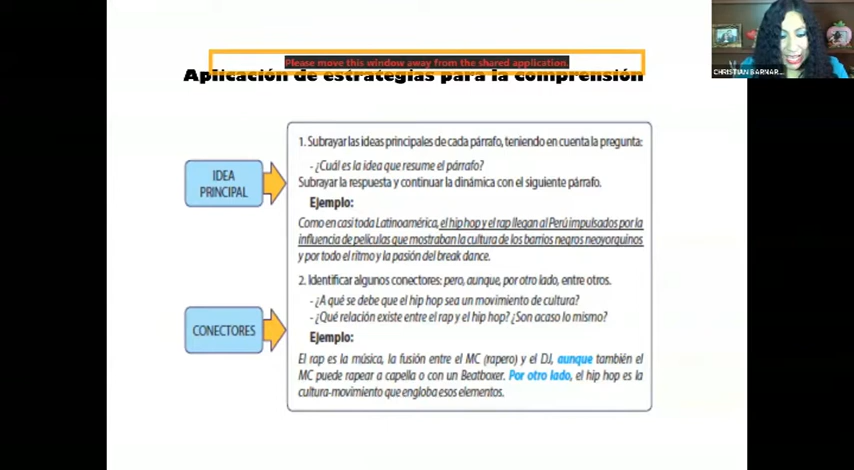 Please move this window away from the shared application.
CHRISTIAN BARNAR...
Aplicación de estrategias para la comprensión
IDEA
PRINCIPAL
1. Subrayar las ideas principales de cada párrafo, teniendo en cuenta la pregunta:
- ¿Cuál es la idea que resume el párrafo?
Subrayar la respuesta y continuar la dinámica con el siguiente párrafo.
Ejemplo:
Como en casi toda Latinoamérica, el hip hop y el rap llegan al Perú impulsados por la
influencia de películas que mostraban la cultura de los barrios negros neoyorquinos
y por todo el ritmo y la pasión del break dance.
CONECTORES
2. Identificar algunos conectores: pero, aunque, por otro lado, entre otros.
- ¿A qué se debe que el hip hop sea un movimiento de cultura?
- ¿Qué relación existe entre el rap y el hip hop? ¿Son acaso lo mismo?
Ejemplo:
El rap es la música, la fusión entre el MC (rapero) y el DJ, aunque también el
MC puede rapear a capella o con un Beatboxer. Por otro lado, el hip hop es la
cultura-movimiento que engloba esos elementos.